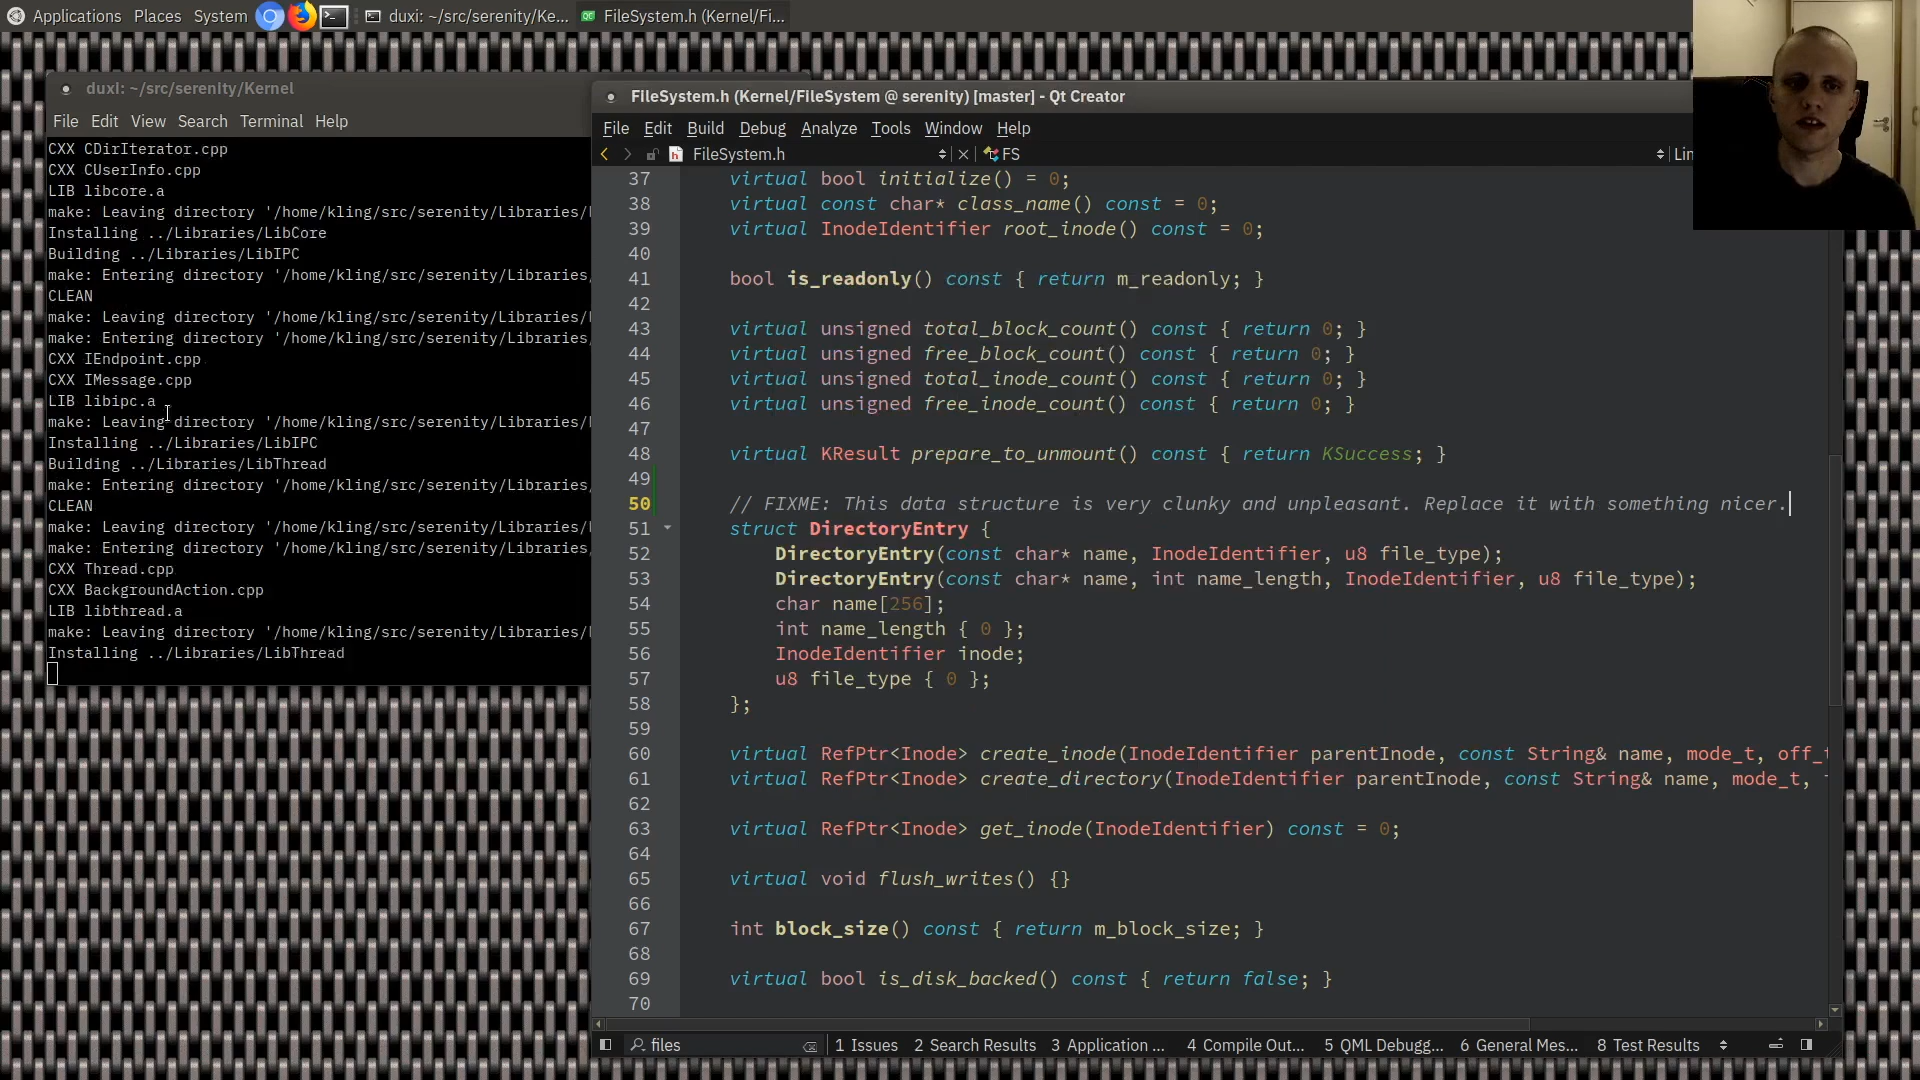 Applications Places System
duxi: ~/src/serenity/Ke...
FileSystem.h (Kernel/Fi...
duxi: ~/src/serenity/Kernel
File Edit View Search Terminal Help
CXX CDirIterator.cpp
CXX CUserInfo.cpp
LIB libcore.a
make: Leaving directory '/home/kling/src/serenity/Libraries/
Installing ../Libraries/LibCore
Building ../Libraries/LibIPC
make: Entering directory '/home/kling/src/serenity/Libraries/
CLEAN
make: Leaving directory '/home/kling/src/serenity/Libraries/
make: Entering directory '/home/kling/src/serenity/Libraries/
CXX IEndpoint.cpp
CXX IMessage.cpp
LIB libipc.a
make: Leaving directory '/home/kling/src/serenity/Libraries/
Installing ../Libraries/LibIPC
Building ../Libraries/LibThread
make: Entering directory '/home/kling/src/serenity/Libraries/
CLEAN
make: Leaving directory '/home/kling/src/serenity/Libraries/
make: Entering directory '/home/kling/src/serenity/Libraries/
CXX Thread.cpp
CXX BackgroundAction.cpp
LIB libthread.a
make: Leaving directory '/home/kling/src/serenity/Libraries/
Installing ../Libraries/LibThread
FileSystem.h (Kernel/FileSystem @ serenity) [master] - Qt Creator
File Edit Build Debug Analyze Tools Window Help
FileSystem.h FS Lin
37 virtual bool initialize() = 0;
38 virtual const char* class_name() const = 0;
39 virtual InodeIdentifier root_inode() const = 0;
40
41 bool is_readonly() const { return m_readonly; }
42
43 virtual unsigned total_block_count() const { return 0; }
44 virtual unsigned free_block_count() const { return 0; }
45 virtual unsigned total_inode_count() const { return 0; }
46 virtual unsigned free_inode_count() const { return 0; }
47
48 virtual KResult prepare_to_unmount() const { return KSuccess; }
49
50 // FIXME: This data structure is very clunky and unpleasant. Replace it with something nicer.
51 struct DirectoryEntry {
52 DirectoryEntry(const char* name, InodeIdentifier, u8 file_type);
53 DirectoryEntry(const char* name, int name_length, InodeIdentifier, u8 file_type);
54 char name[256];
55 int name_length { 0 };
56 InodeIdentifier inode;
57 u8 file_type { 0 };
58 };
59
60 virtual RefPtr<Inode> create_inode(InodeIdentifier parentInode, const String& name, mode_t, off_t
61 virtual RefPtr<Inode> create_directory(InodeIdentifier parentInode, const String& name, mode_t,
62
63 virtual RefPtr<Inode> get_inode(InodeIdentifier) const = 0;
64
65 virtual void flush_writes() {}
66
67 int block_size() const { return m_block_size; }
68
69 virtual bool is_disk_backed() const { return false; }
70
files 1 Issues 2 Search Results 3 Application ... 4 Compile Out... 5 QML Debugg... 6 General Mes... 8 Test Results